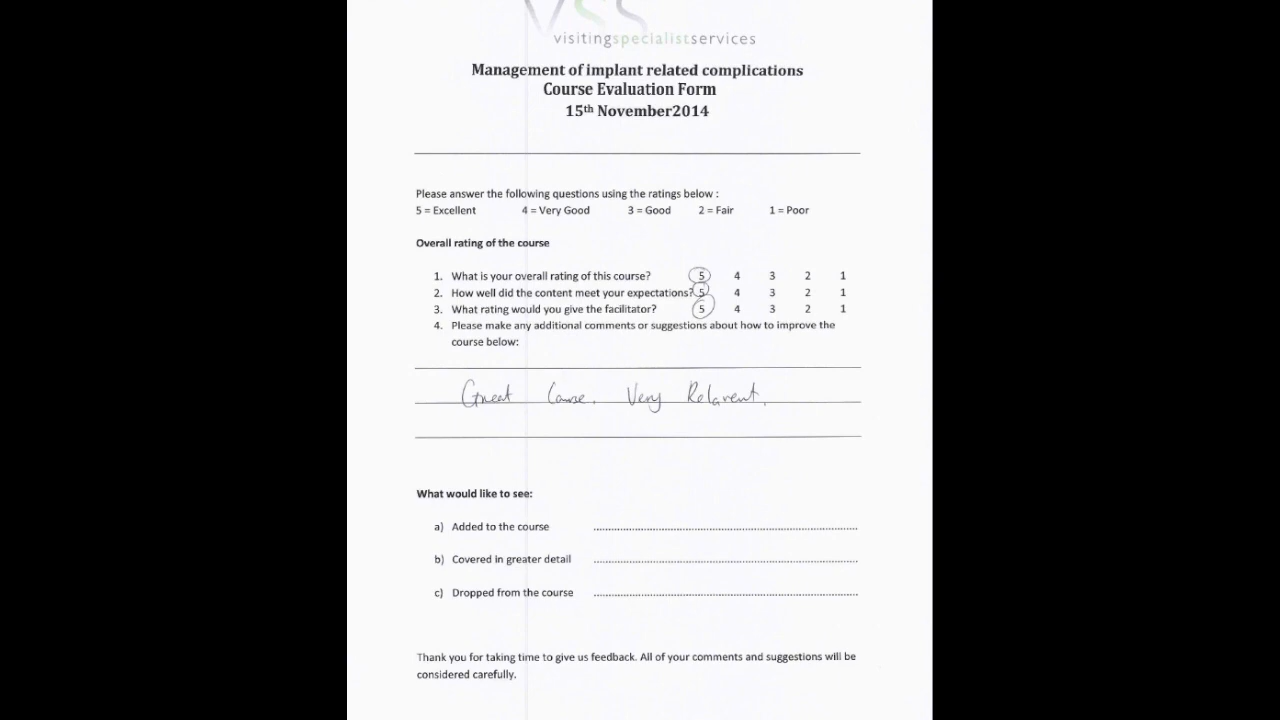 VSS
visitingspecialistservices
Management of implant related complications
Course Evaluation Form
15th November2014
Please answer the following questions using the ratings below :
5 = Excellent 4 = Very Good 3 = Good 2 = Fair 1 = Poor
Overall rating of the course
1. What is your overall rating of this course? 5 4 3 2 1
2. How well did the content meet your expectations? 5 4 3 2 1
3. What rating would you give the facilitator? 5 4 3 2 1
4. Please make any additional comments or suggestions about how to improve the
course below:
Great Course. Very Relavent.
What would like to see:
a) Added to the course
b) Covered in greater detail
c) Dropped from the course
Thank you for taking time to give us feedback. All of your comments and suggestions will be
considered carefully.